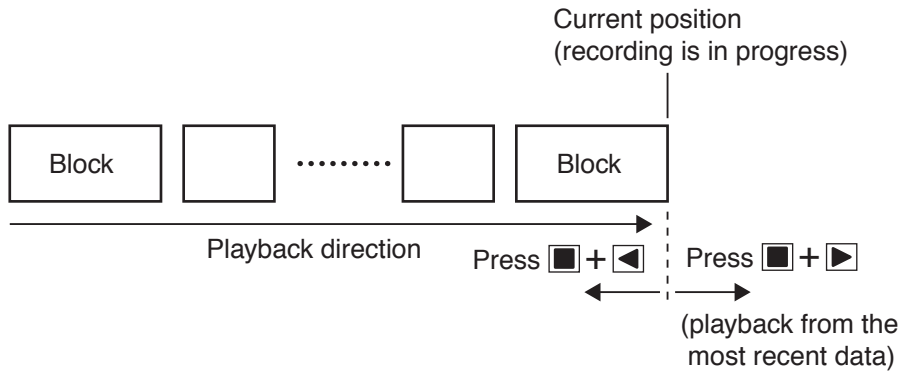 Current position
(recording is in progress)
Block
Block
Playback direction
Press ■ + ◀
Press ■ + ▶
(playback from the
most recent data)